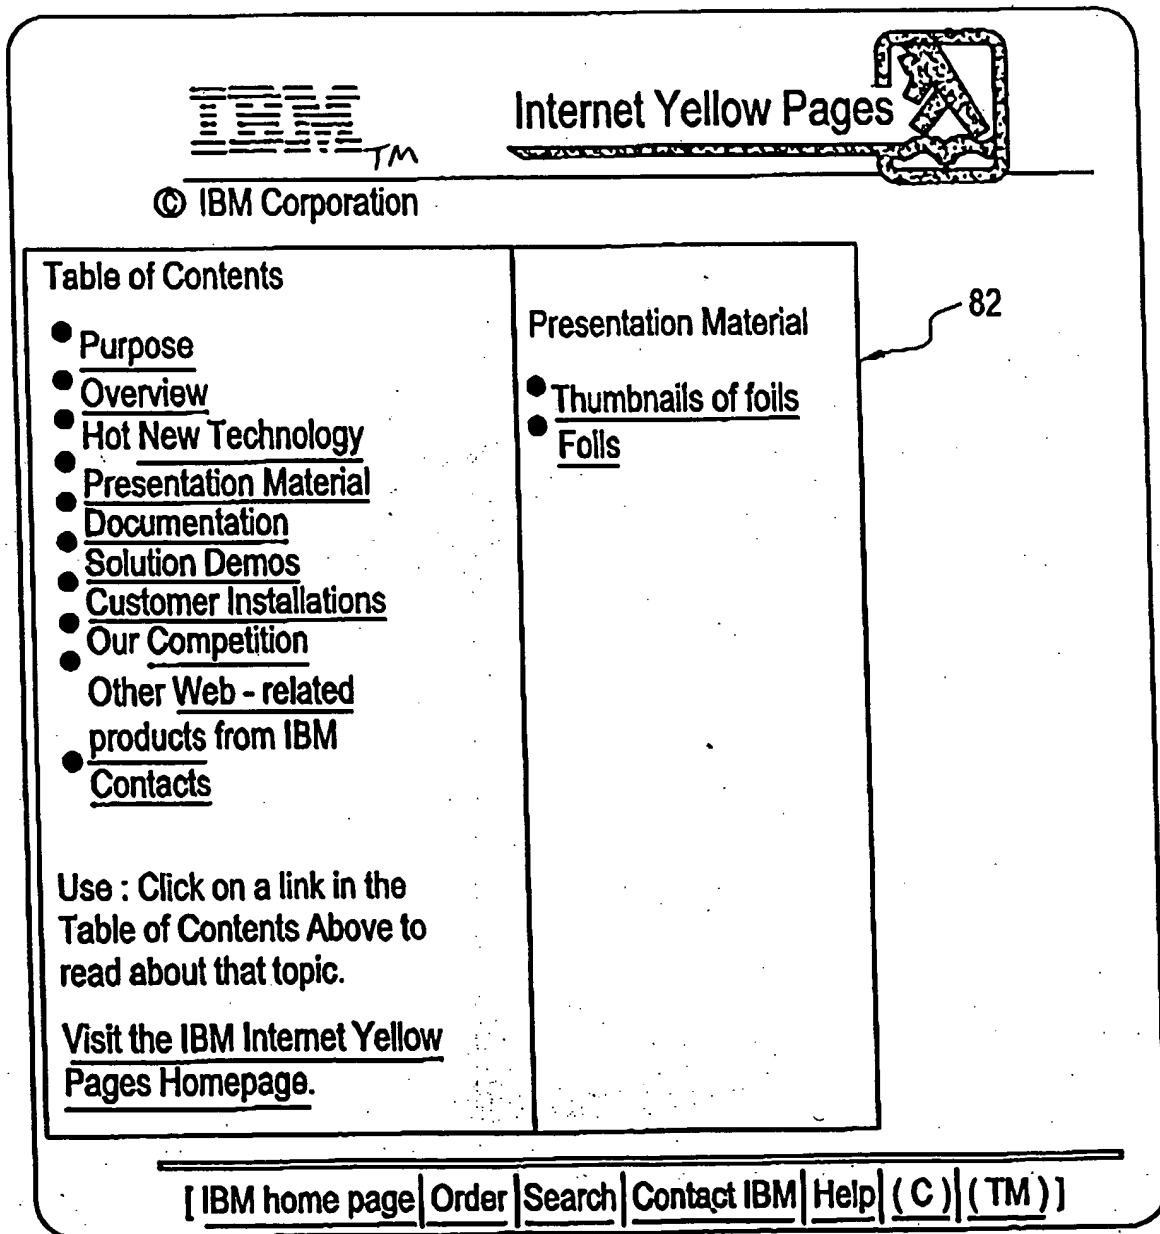 IBM TM
Internet Yellow Pages
© IBM Corporation
Table of Contents
● Purpose
● Overview
● Hot New Technology
● Presentation Material
● Documentation
● Solution Demos
● Customer Installations
● Our Competition
● Other Web - related
products from IBM
● Contacts
Use : Click on a link in the
Table of Contents Above to
read about that topic.
Visit the IBM Internet Yellow
Pages Homepage.
Presentation Material
● Thumbnails of foils
● Foils
82
[ IBM home page | Order | Search | Contact IBM | Help | ( C ) | ( TM ) ]